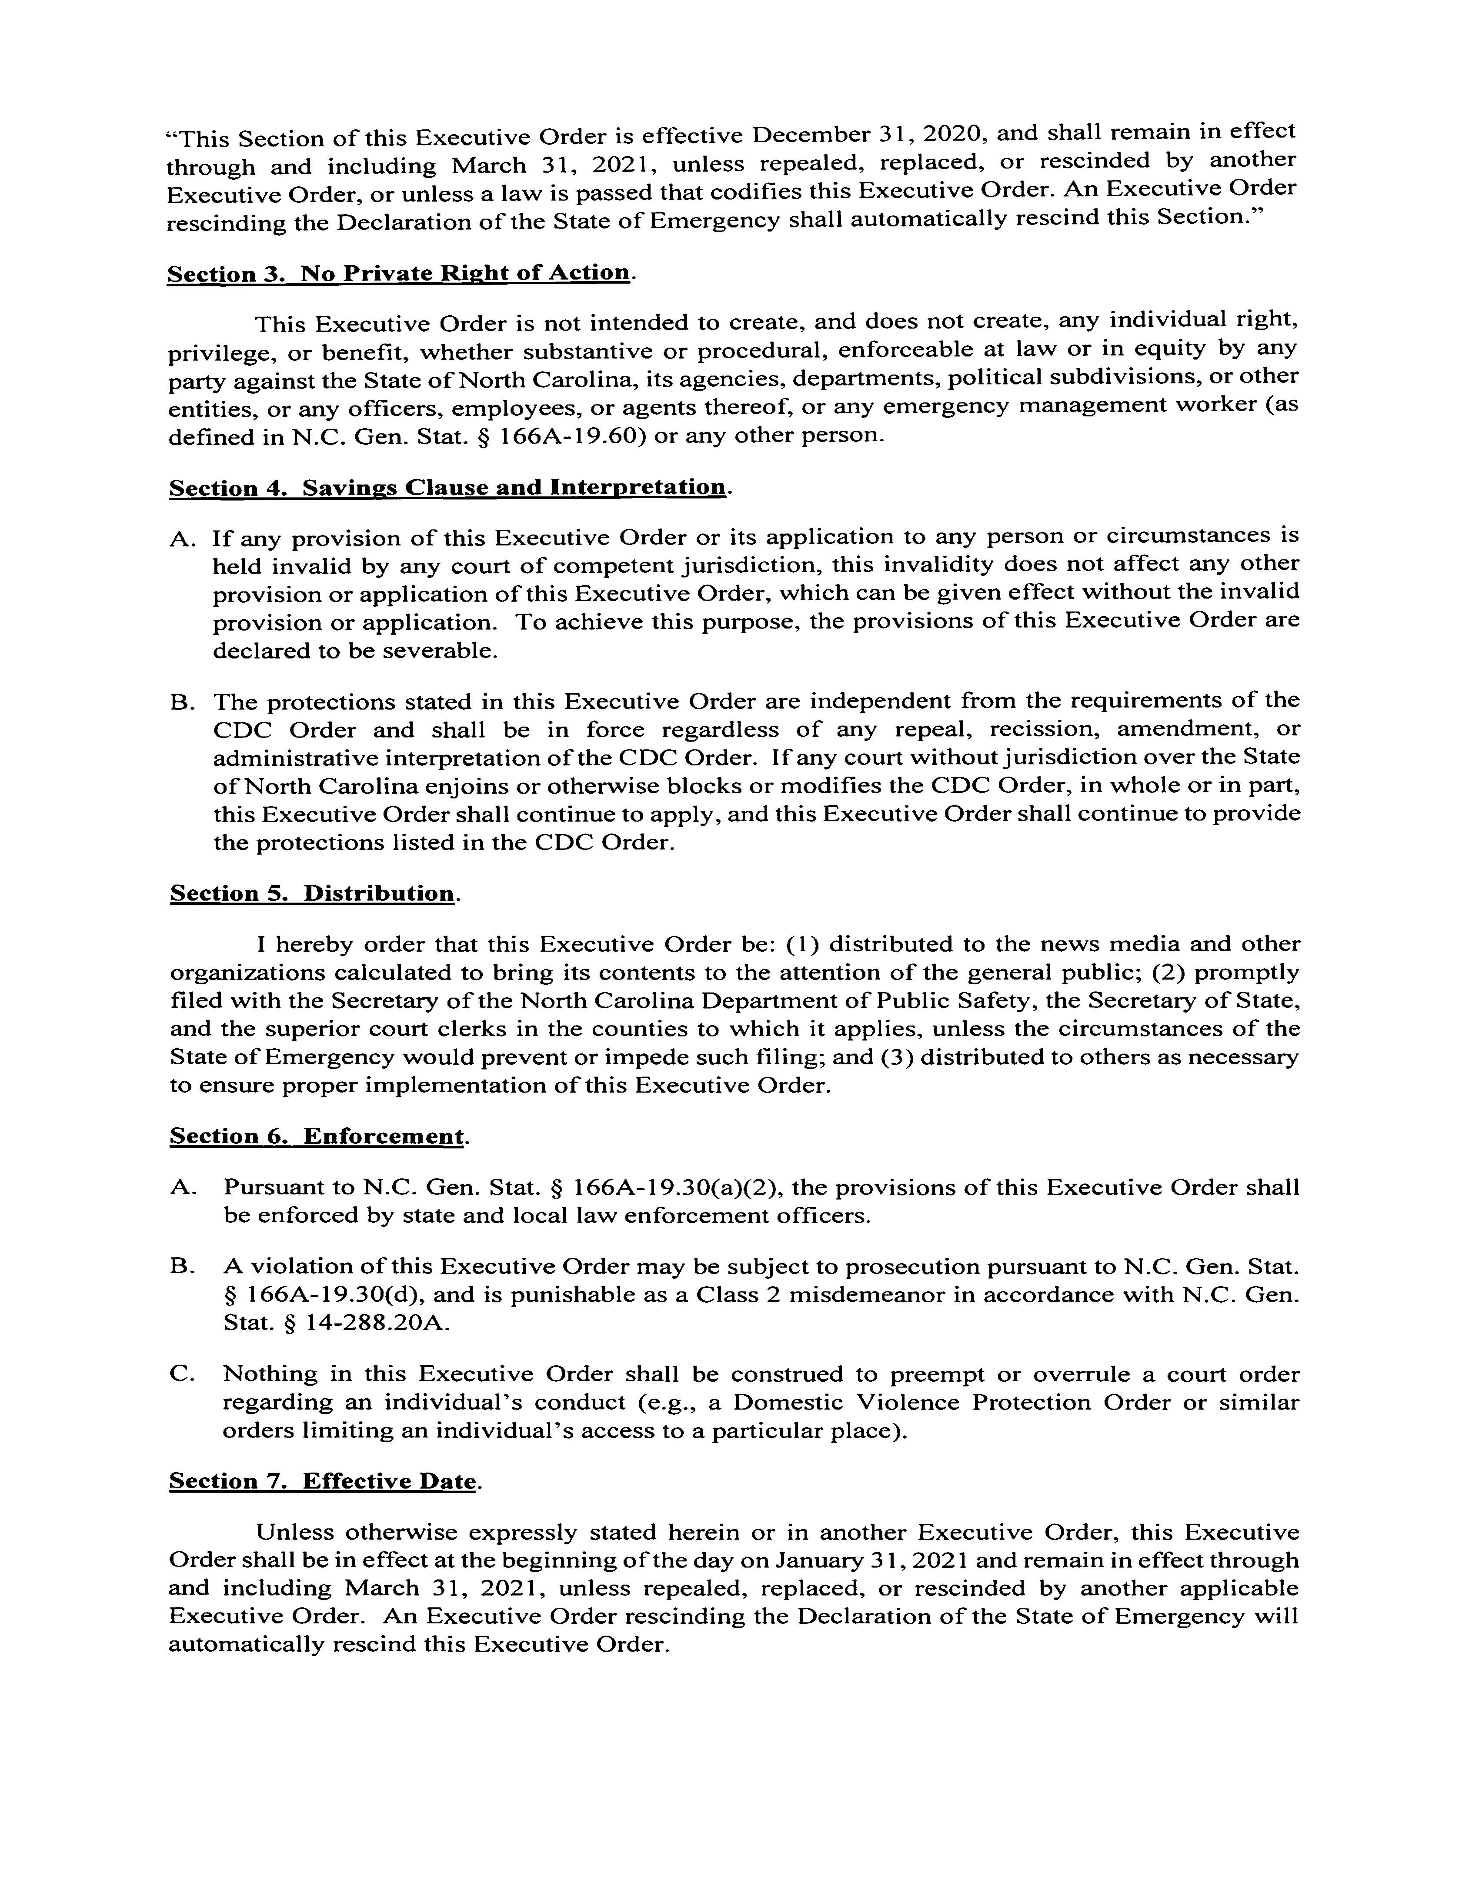 “This Section of this Executive Order is effective December 31, 2020, and shall remain in effect
through and including March 31, 2021, unless repealed, replaced, or rescinded by another
Executive Order, or unless a law is passed that codifies this Executive Order. An Executive Order
rescinding the Declaration of the State of Emergency shall automatically rescind this Section.”
Section 3. No Private Right of Action.
This Executive Order is not intended to create, and does not create, any individual right,
privilege, or benefit, whether substantive or procedural, enforceable at law or in equity by any
party against the State of North Carolina, its agencies, departments, political subdivisions, or other
entities, or any officers, employees, or agents thereof, or any emergency management worker (as
defined in N.C. Gen. Stat. § 166A-19.60) or any other person.
Section 4. Savings Clause and Interpretation.
A. If any provision of this Executive Order or its application to any person or circumstances is
held invalid by any court of competent jurisdiction, this invalidity does not affect any other
provision or application of this Executive Order, which can be given effect without the invalid
provision or application. To achieve this purpose, the provisions of this Executive Order are
declared to be severable.
B. The protections stated in this Executive Order are independent from the requirements of the
CDC Order and shall be in force regardless of any repeal, recission, amendment, or
administrative interpretation of the CDC Order. If any court without jurisdiction over the State
of North Carolina enjoins or otherwise blocks or modifies the CDC Order, in whole or in part,
this Executive Order shall continue to apply, and this Executive Order shall continue to provide
the protections listed in the CDC Order.
Section 5. Distribution.
I hereby order that this Executive Order be: (1) distributed to the news media and other
organizations calculated to bring its contents to the attention of the general public; (2) promptly
filed with the Secretary of the North Carolina Department of Public Safety, the Secretary of State,
and the superior court clerks in the counties to which it applies, unless the circumstances of the
State of Emergency would prevent or impede such filing; and (3) distributed to others as necessary
to ensure proper implementation of this Executive Order.
Section 6. Enforcement.
A. Pursuant to N.C. Gen. Stat. § 166A-19.30(a)(2), the provisions of this Executive Order shall
be enforced by state and local law enforcement officers.
B. A violation of this Executive Order may be subject to prosecution pursuant to N.C. Gen. Stat.
§ 166A-19.30(d), and is punishable as a Class 2 misdemeanor in accordance with N.C. Gen.
Stat. § 14-288.20A.
C. Nothing in this Executive Order shall be construed to preempt or overrule a court order
regarding an individual’s conduct (e.g., a Domestic Violence Protection Order or similar
orders limiting an individual’s access to a particular place).
Section 7. Effective Date.
Unless otherwise expressly stated herein or in another Executive Order, this Executive
Order shall be in effect at the beginning of the day on January 31, 2021 and remain in effect through
and including March 31, 2021, unless repealed, replaced, or rescinded by another applicable
Executive Order. An Executive Order rescinding the Declaration of the State of Emergency will
automatically rescind this Executive Order.